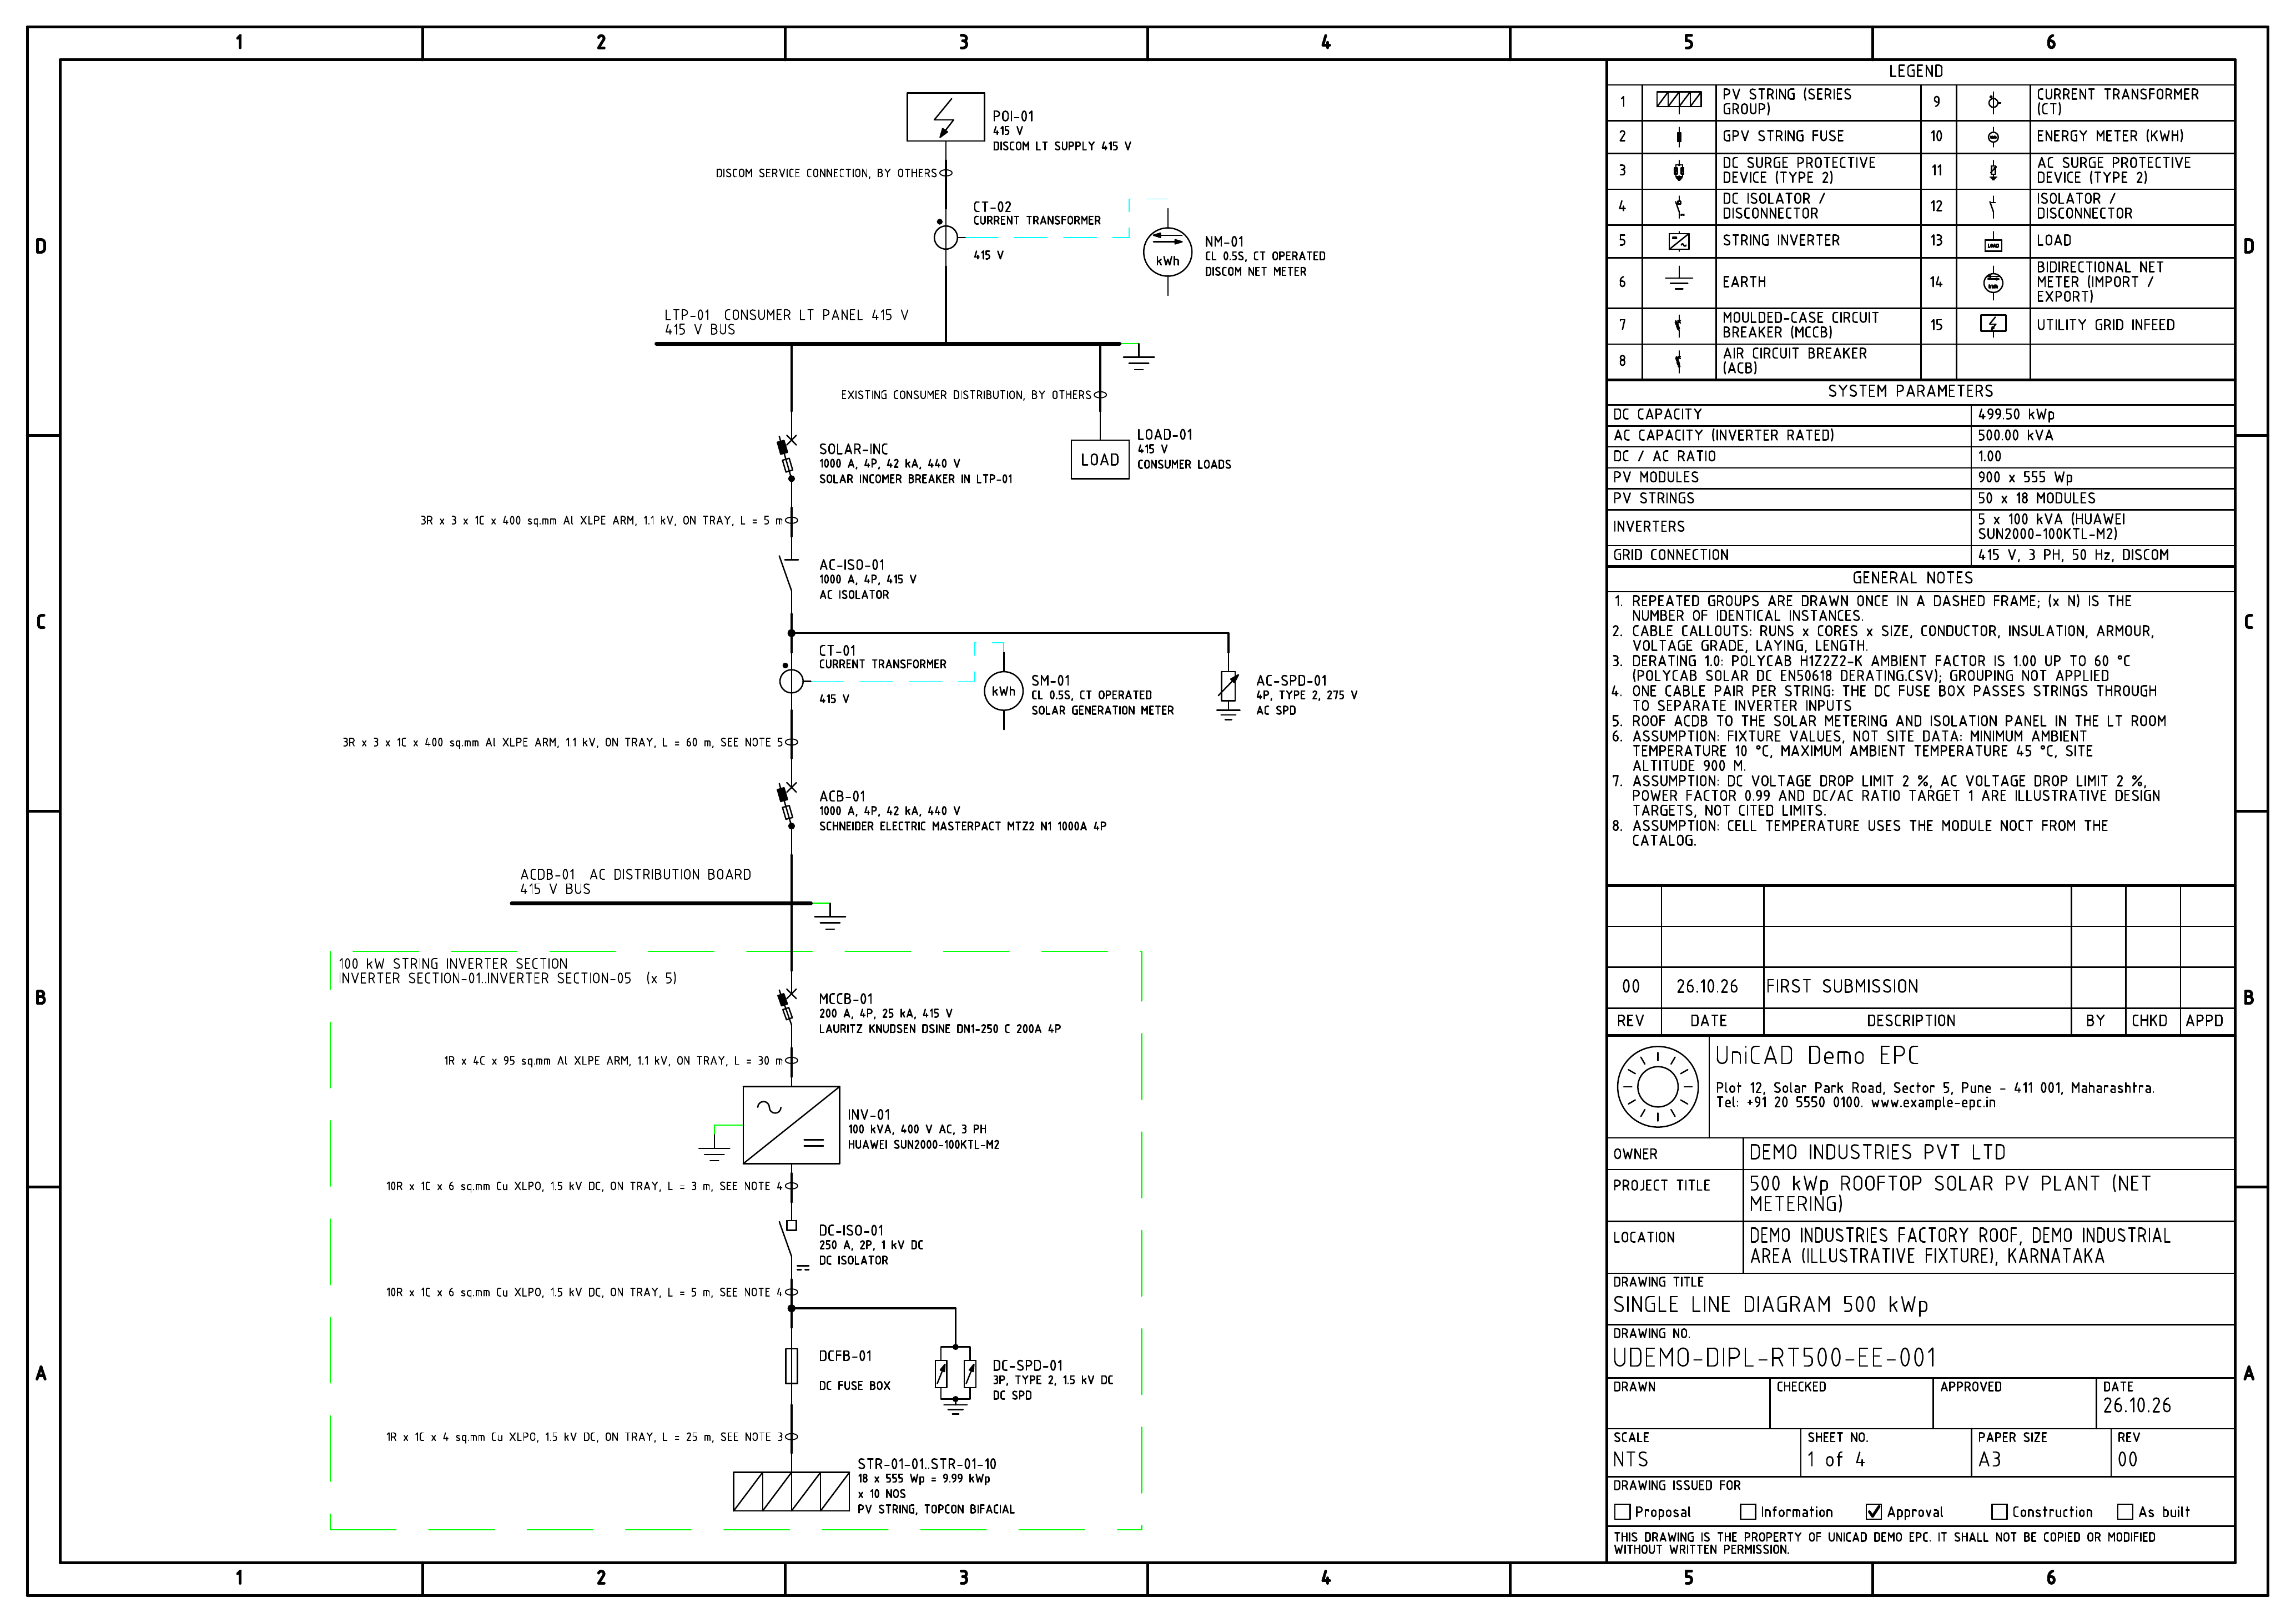 1 2 3 4 5 6
D
C
B
A
POI-01
415 V
DISCOM LT SUPPLY 415 V
DISCOM SERVICE CONNECTION, BY OTHERS
CT-02
CURRENT TRANSFORMER
415 V
kWh
NM-01
CL 0.5S, CT OPERATED
DISCOM NET METER
LTP-01 CONSUMER LT PANEL 415 V
415 V BUS
EXISTING CONSUMER DISTRIBUTION, BY OTHERS
SOLAR-INC
1000 A, 4P, 42 kA, 440 V
SOLAR INCOMER BREAKER IN LTP-01
LOAD
LOAD-01
415 V
CONSUMER LOADS
3R x 3 x 1C x 400 sq.mm Al XLPE ARM, 1.1 kV, ON TRAY, L = 5 m
AC-ISO-01
1000 A, 4P, 415 V
AC ISOLATOR
CT-01
CURRENT TRANSFORMER
415 V
kWh
SM-01
CL 0.5S, CT OPERATED
SOLAR GENERATION METER
AC-SPD-01
4P, TYPE 2, 275 V
AC SPD
3R x 3 x 1C x 400 sq.mm Al XLPE ARM, 1.1 kV, ON TRAY, L = 60 m, SEE NOTE 5
ACB-01
1000 A, 4P, 42 kA, 440 V
SCHNEIDER ELECTRIC MASTERPACT MTZ2 N1 1000A 4P
ACDB-01 AC DISTRIBUTION BOARD
415 V BUS
100 kW STRING INVERTER SECTION
INVERTER SECTION-01..INVERTER SECTION-05 (x 5)
MCCB-01
200 A, 4P, 25 kA, 415 V
LAURITZ KNUDSEN DSINE DN1-250 C 200A 4P
1R x 4C x 95 sq.mm Al XLPE ARM, 1.1 kV, ON TRAY, L = 30 m
INV-01
100 kVA, 400 V AC, 3 PH
HUAWEI SUN2000-100KTL-M2
10R x 1C x 6 sq.mm Cu XLPO, 1.5 kV DC, ON TRAY, L = 3 m, SEE NOTE 4
DC-ISO-01
250 A, 2P, 1 kV DC
DC ISOLATOR
10R x 1C x 6 sq.mm Cu XLPO, 1.5 kV DC, ON TRAY, L = 5 m, SEE NOTE 4
DCFB-01
DC FUSE BOX
DC-SPD-01
3P, TYPE 2, 1.5 kV DC
DC SPD
1R x 1C x 4 sq.mm Cu XLPO, 1.5 kV DC, ON TRAY, L = 25 m, SEE NOTE 3
STR-01-01..STR-01-10
18 x 555 Wp = 9.99 kWp
x 10 NOS
PV STRING, TOPCON BIFACIAL
LEGEND
1 PV STRING (SERIES
GROUP)
9 CURRENT TRANSFORMER
(CT)
2 GPV STRING FUSE
10 kWh ENERGY METER (KWH)
3 DC SURGE PROTECTIVE
DEVICE (TYPE 2)
11 AC SURGE PROTECTIVE
DEVICE (TYPE 2)
4 DC ISOLATOR /
DISCONNECTOR
12 ISOLATOR /
DISCONNECTOR
5 STRING INVERTER
13 LOAD LOAD
6 EARTH
14 kWh BIDIRECTIONAL NET
METER (IMPORT /
EXPORT)
7 MOULDED-CASE CIRCUIT
BREAKER (MCCB)
15 UTILITY GRID INFEED
8 AIR CIRCUIT BREAKER
(ACB)
SYSTEM PARAMETERS
DC CAPACITY 499.50 kWp
AC CAPACITY (INVERTER RATED) 500.00 kVA
DC / AC RATIO 1.00
PV MODULES 900 x 555 Wp
PV STRINGS 50 x 18 MODULES
INVERTERS 5 x 100 kVA (HUAWEI
SUN2000-100KTL-M2)
GRID CONNECTION 415 V, 3 PH, 50 Hz, DISCOM
GENERAL NOTES
1. REPEATED GROUPS ARE DRAWN ONCE IN A DASHED FRAME; (x N) IS THE
NUMBER OF IDENTICAL INSTANCES.
2. CABLE CALLOUTS: RUNS x CORES x SIZE, CONDUCTOR, INSULATION, ARMOUR,
VOLTAGE GRADE, LAYING, LENGTH.
3. DERATING 1.0: POLYCAB H1Z2Z2-K AMBIENT FACTOR IS 1.00 UP TO 60 °C
(POLYCAB SOLAR DC EN50618 DERATING.CSV); GROUPING NOT APPLIED
4. ONE CABLE PAIR PER STRING: THE DC FUSE BOX PASSES STRINGS THROUGH
TO SEPARATE INVERTER INPUTS
5. ROOF ACDB TO THE SOLAR METERING AND ISOLATION PANEL IN THE LT ROOM
6. ASSUMPTION: FIXTURE VALUES, NOT SITE DATA: MINIMUM AMBIENT
TEMPERATURE 10 °C, MAXIMUM AMBIENT TEMPERATURE 45 °C, SITE
ALTITUDE 900 M.
7. ASSUMPTION: DC VOLTAGE DROP LIMIT 2 %, AC VOLTAGE DROP LIMIT 2 %,
POWER FACTOR 0.99 AND DC/AC RATIO TARGET 1 ARE ILLUSTRATIVE DESIGN
TARGETS, NOT CITED LIMITS.
8. ASSUMPTION: CELL TEMPERATURE USES THE MODULE NOCT FROM THE
CATALOG.
00 26.10.26 FIRST SUBMISSION
REV DATE DESCRIPTION BY CHKD APPD
UniCAD Demo EPC
Plot 12, Solar Park Road, Sector 5, Pune - 411 001, Maharashtra.
Tel: +91 20 5550 0100. www.example-epc.in
OWNER DEMO INDUSTRIES PVT LTD
PROJECT TITLE 500 kWp ROOFTOP SOLAR PV PLANT (NET
METERING)
LOCATION DEMO INDUSTRIES FACTORY ROOF, DEMO INDUSTRIAL
AREA (ILLUSTRATIVE FIXTURE), KARNATAKA
DRAWING TITLE
SINGLE LINE DIAGRAM 500 kWp
DRAWING NO.
UDEMO-DIPL-RT500-EE-001
DRAWN CHECKED APPROVED DATE
26.10.26
SCALE SHEET NO. PAPER SIZE REV
NTS 1 of 4 A3 00
DRAWING ISSUED FOR
Proposal Information Approval Construction As built
THIS DRAWING IS THE PROPERTY OF UNICAD DEMO EPC. IT SHALL NOT BE COPIED OR MODIFIED
WITHOUT WRITTEN PERMISSION.
D
C
B
A
1 2 3 4 5 6